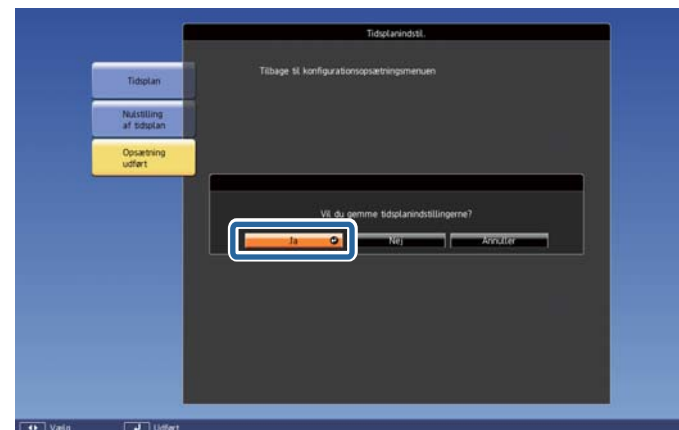 Tidsplanindstil.
Tilbage til konfigurationsopsætningsmenuen
Tidsplan
Nulstilling
af tidsplan
Opsætning
udført
Vil du gemme tidsplanindstillingerne?
Ja Nej Annuller
Vælg Udført